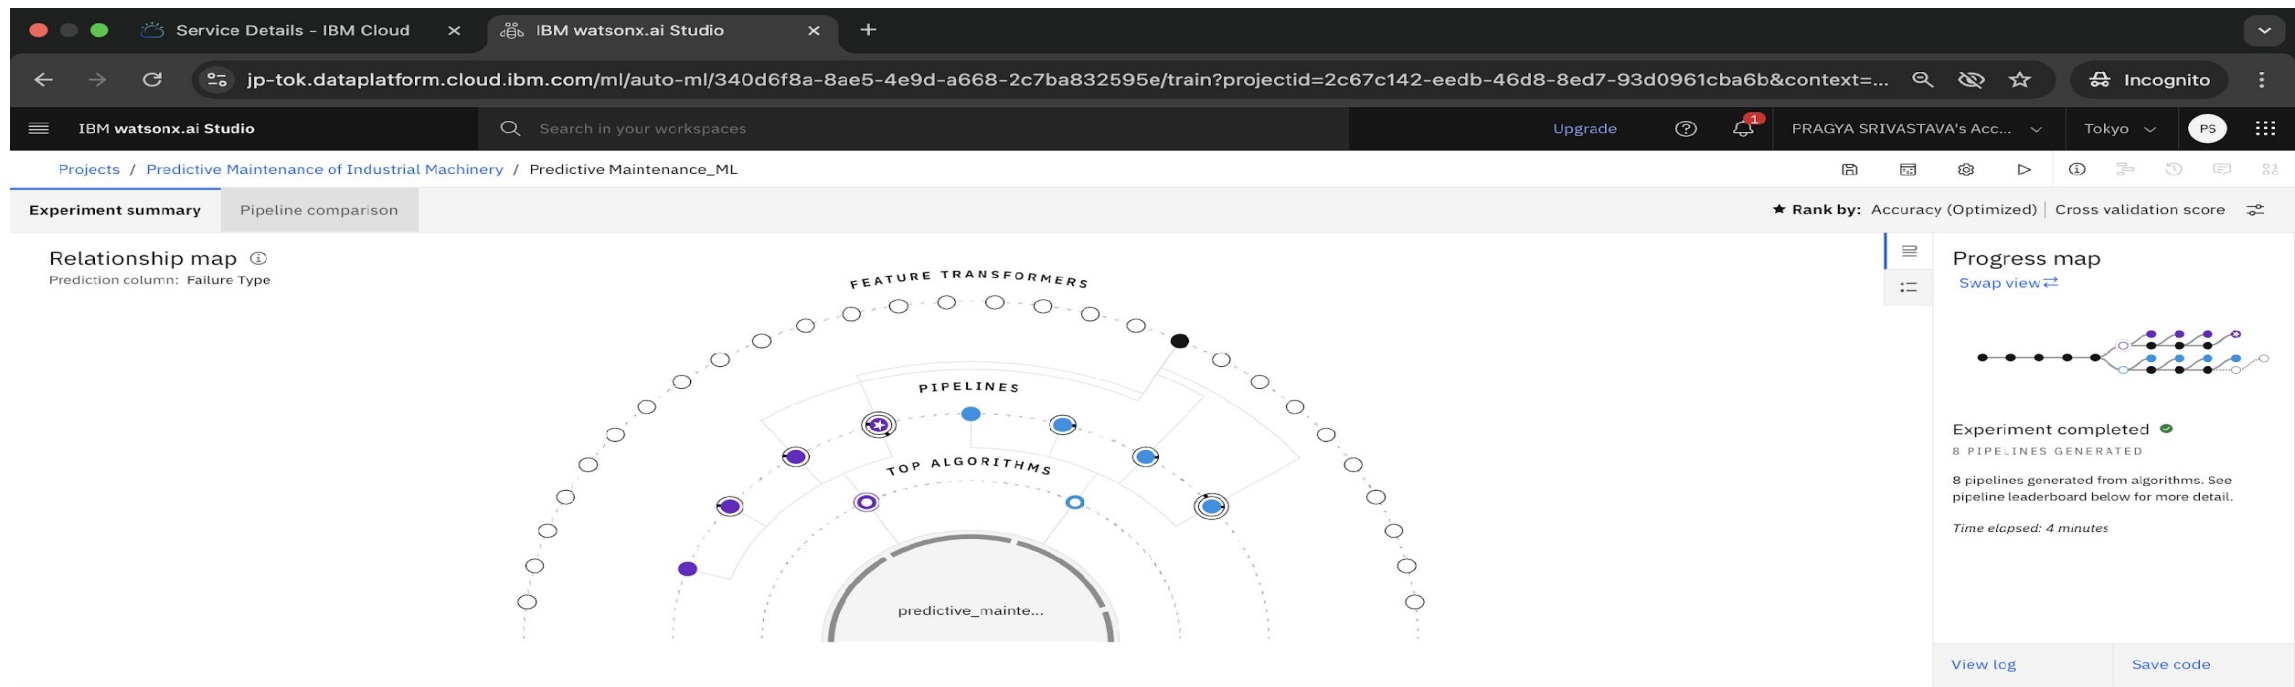 Service Details - IBM Cloud
IBM watsonx.ai Studio
jp-tok.dataplatform.cloud.ibm.com/ml/auto-ml/340d6f8a-8ae5-4e9d-a668-2c7ba832595e/train?projectid=2c67c142-eedb-46d8-8ed7-93d0961cba6b&context=...
Incognito
IBM watsonx.ai Studio
Search in your workspaces
Upgrade
1
PRAGYA SRIVASTAVA's Acc...
Tokyo
PS
Projects / Predictive Maintenance of Industrial Machinery / Predictive Maintenance_ML
Experiment summary
Pipeline comparison
Rank by: Accuracy (Optimized) | Cross validation score
Relationship map
Prediction column: Failure Type
FEATURE TRANSFORMERS
PIPELINES
TOP ALGORITHMS
predictive_mainte...
Progress map
Swap view
Experiment completed
8 PIPELINES GENERATED
8 pipelines generated from algorithms. See
pipeline leaderboard below for more detail.
Time elapsed: 4 minutes
View log
Save code